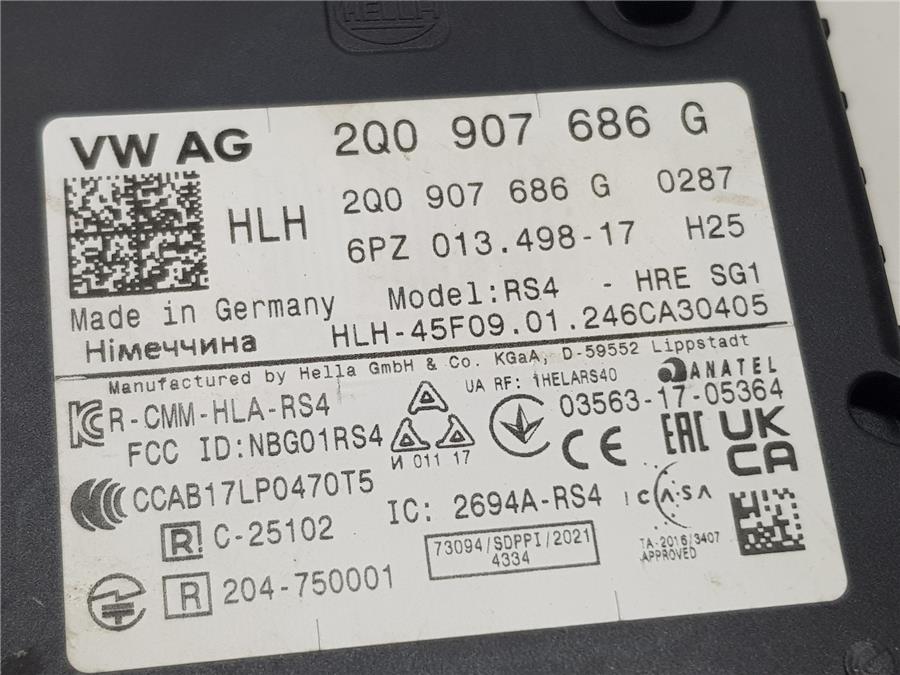 HELLA
VW AG 2Q0 907 686 G
HLH 2Q0 907 686 G 0287
6PZ 013.498-17 H25
Made in Germany Model:RS4 - HRE SG1
Німеччина HLH-45F09.01.246CA30405
Manufactured by Hella GmbH & Co. KGaA, D-59552 Lippstadt
R-CMM-HLA-RS4 UA RF: 1HELARS40 ANATEL
03563-17-05364
FCC ID:NBG01RS4 CE EAC UK CA
И 011 17
CCAB17LP0470T5 IC: 2694A-RS4 ICASA
R C-25102 73094/SDPPI/2021
4334
TA-2016/3407
APPROVED
R 204-750001